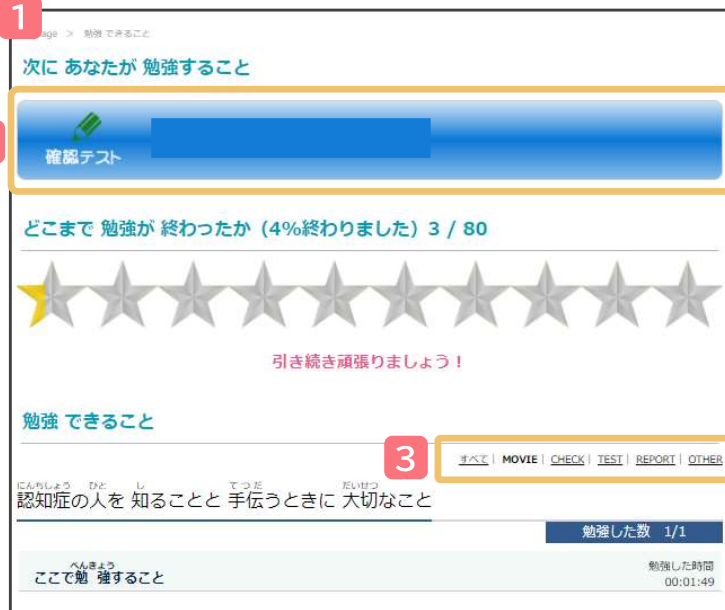 1
age > 勉強 できること
次に あなたが 勉強すること
確認テスト
どこまで 勉強が 終わったか（4%終わりました）3 / 80
引き続き頑張りましょう！
勉強 できること
3
すべて | MOVIE | CHECK | TEST | REPORT | OTHER
にんちしょう ひと し てつだ たいせつ
認知症の人を 知ることと 手伝うときに 大切なこと
勉強した数 1/1
べんきょう
ここで勉 強すること
勉強した時間
00:01:49